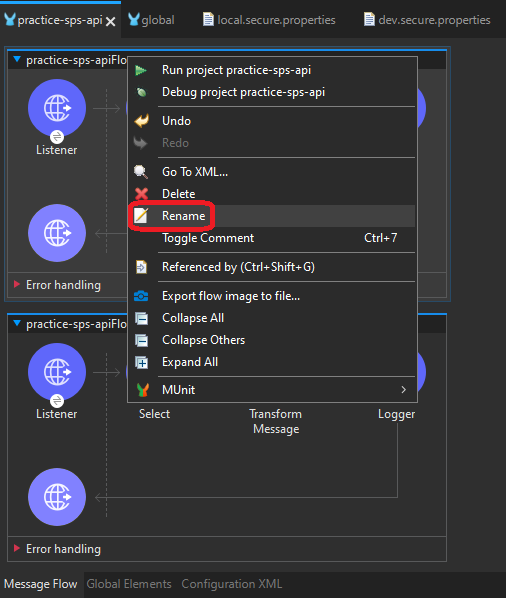 practice-sps-api
global
local.secure.properties
dev.secure.properties
practice-sps-apiFlo
Run project practice-sps-api
Debug project practice-sps-api
Undo
Redo
Go To XML...
Delete
Rename
Toggle Comment Ctrl+7
Referenced by (Ctrl+Shift+G)
Export flow image to file...
Collapse All
Collapse Others
Expand All
MUnit
Listener
Error handling
practice-sps-apiFlo
Listener
Select
Transform
Message
Logger
Error handling
Message Flow
Global Elements
Configuration XML